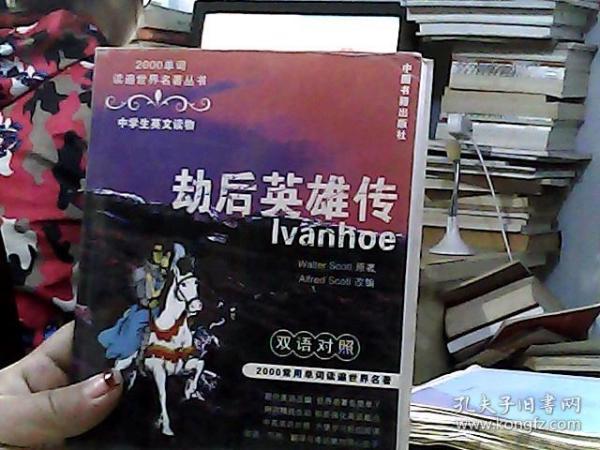 2000单词
读遍世界名著丛书
中学生英文读物
中国书籍出版社
劫后英雄传
Ivanhoe
Walter Scott 原著
Alfred Scott 改编
双语对照
2000常用单词读遍世界名著
孔夫子旧书网
www.kongfz.com